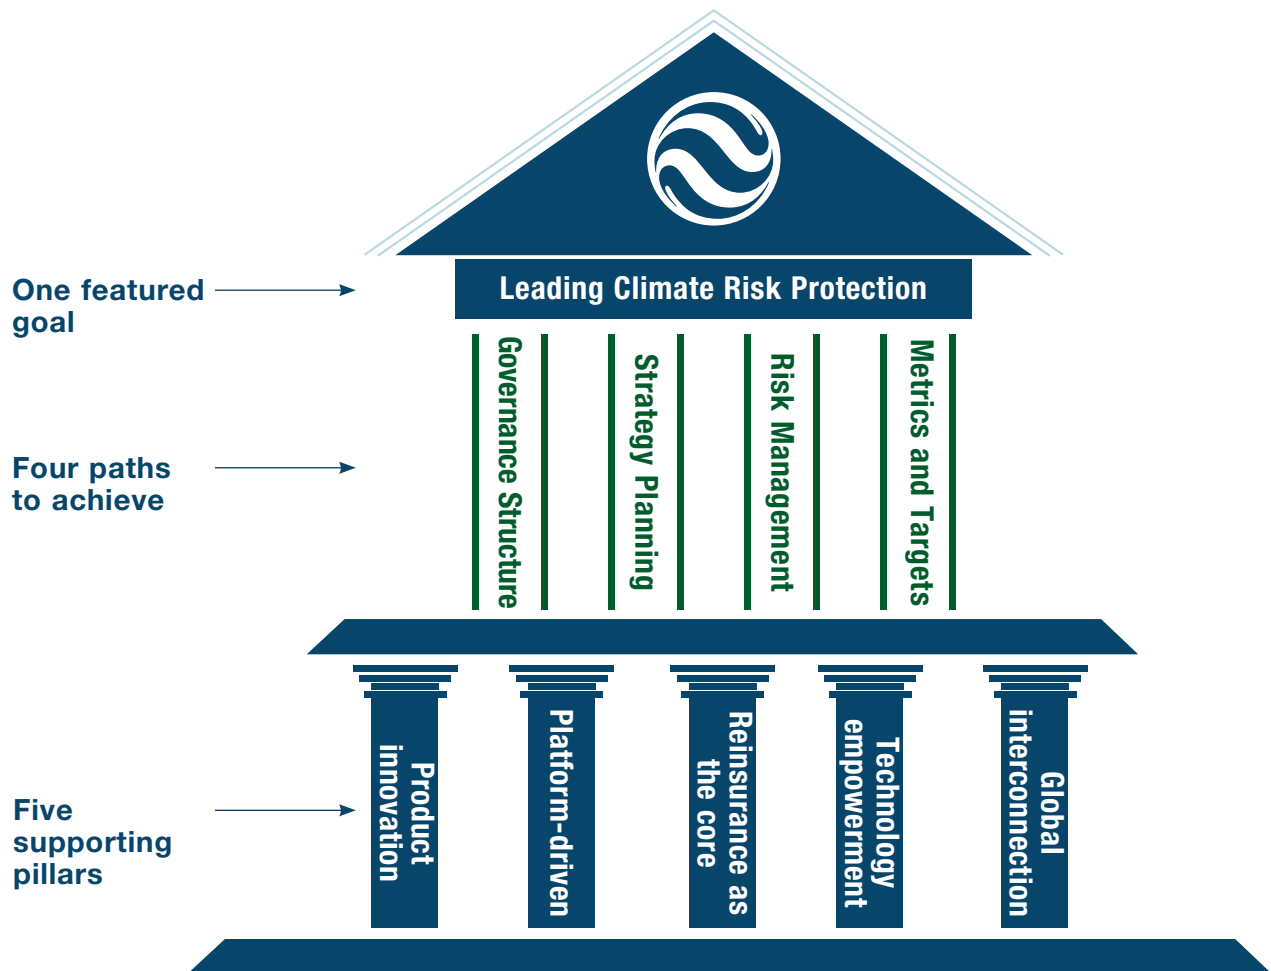 Leading Climate Risk Protection
One featured
goal
Governance Structure
Strategy Planning
Risk Management
Metrics and Targets
Four paths
to achieve
Product
innovation
Platform-driven
Reinsurance as
the core
Technology
empowerment
Global
interconnection
Five
supporting
pillars